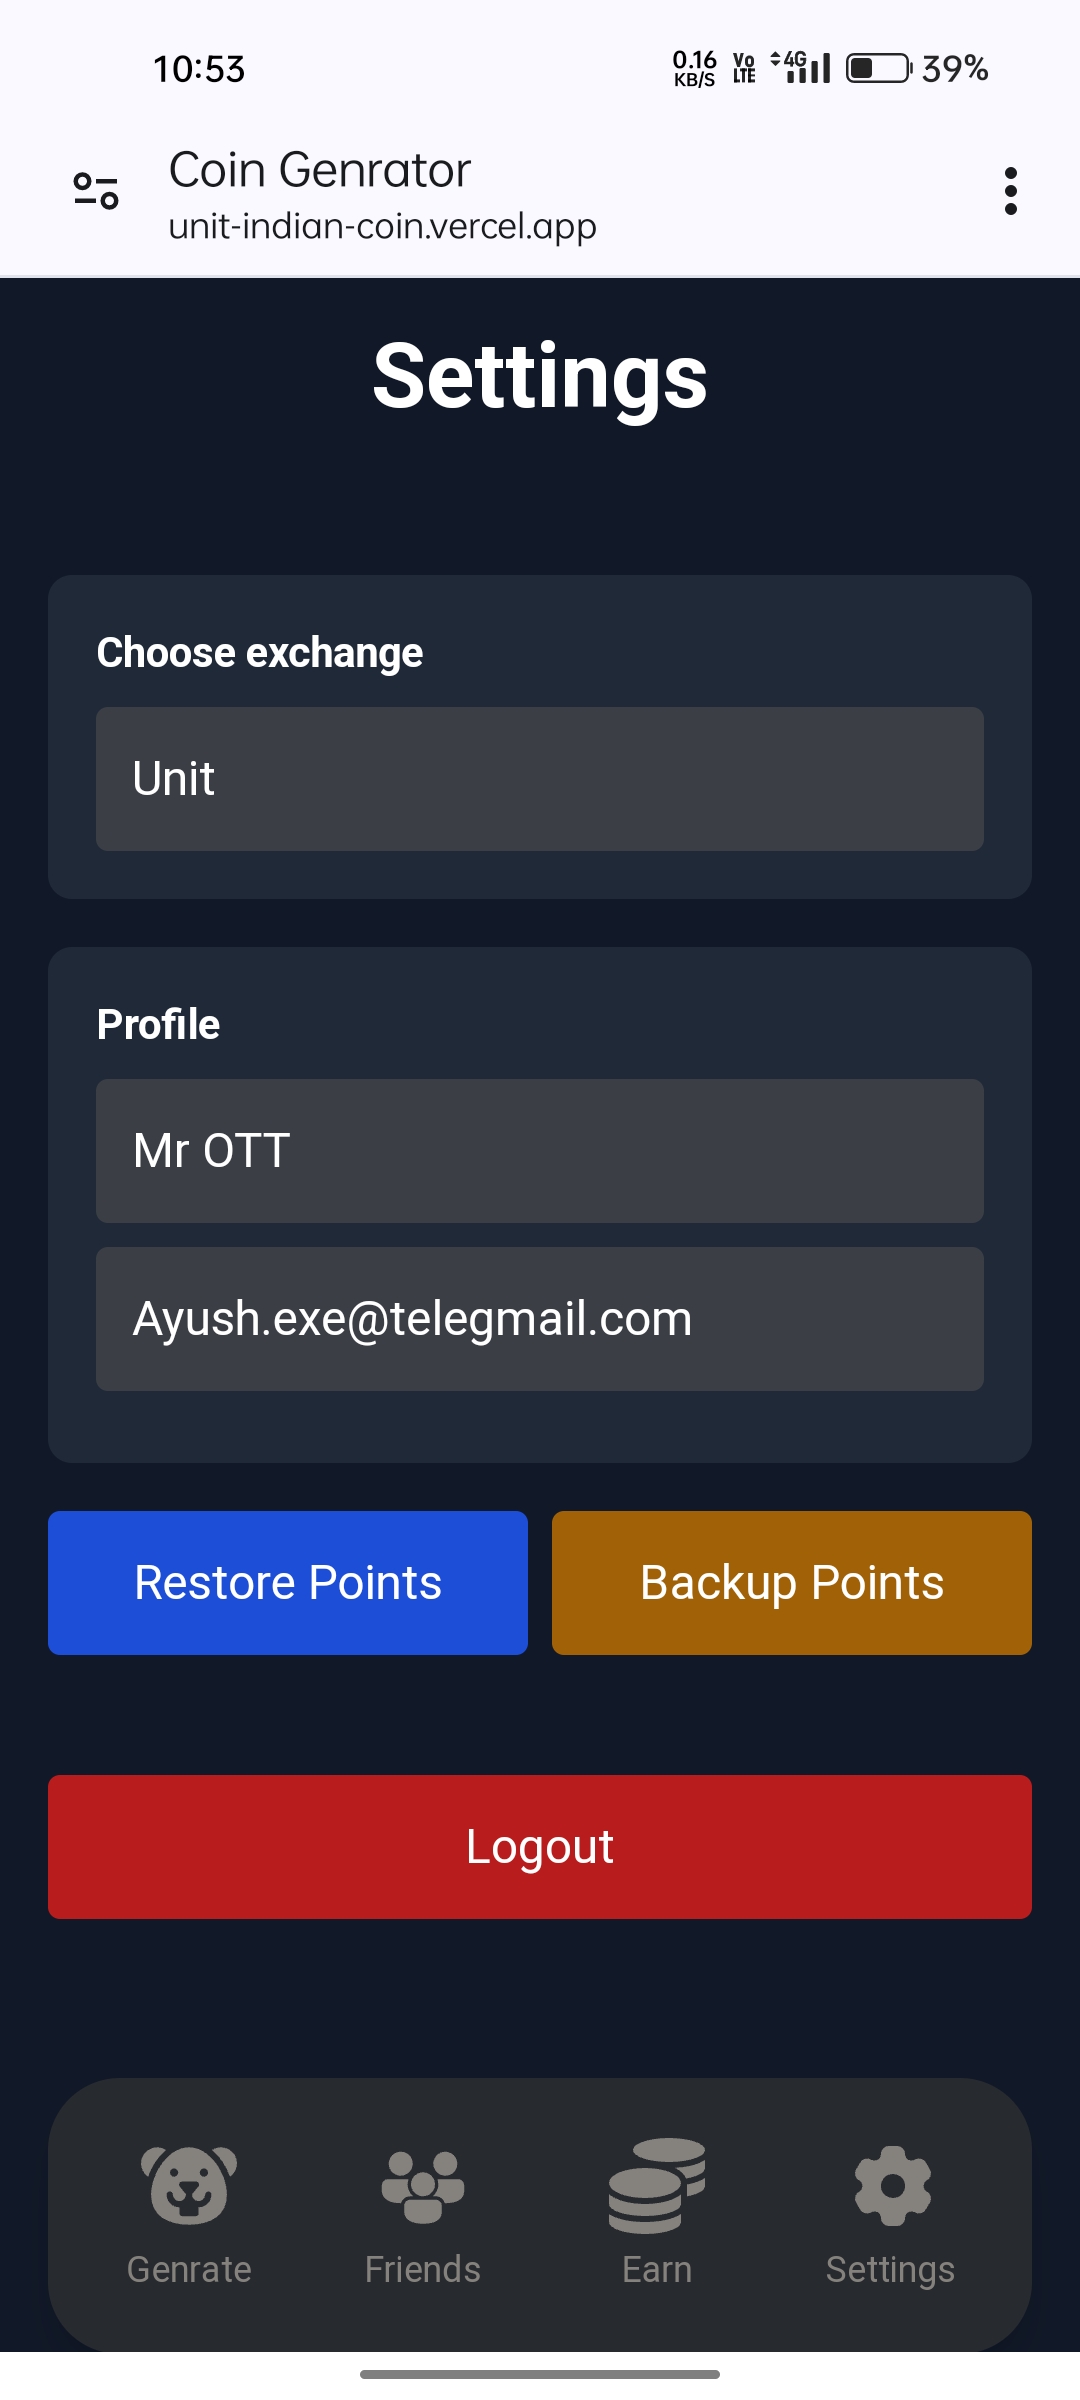 10:53
0.16
KB/S
Vo
LTE
4G
39%
Coin Genrator
unit-indian-coin.vercel.app
Settings
Choose exchange
Unit
Profile
Mr OTT
Ayush.exe@telegmail.com
Restore Points
Backup Points
Logout
Genrate
Friends
Earn
Settings